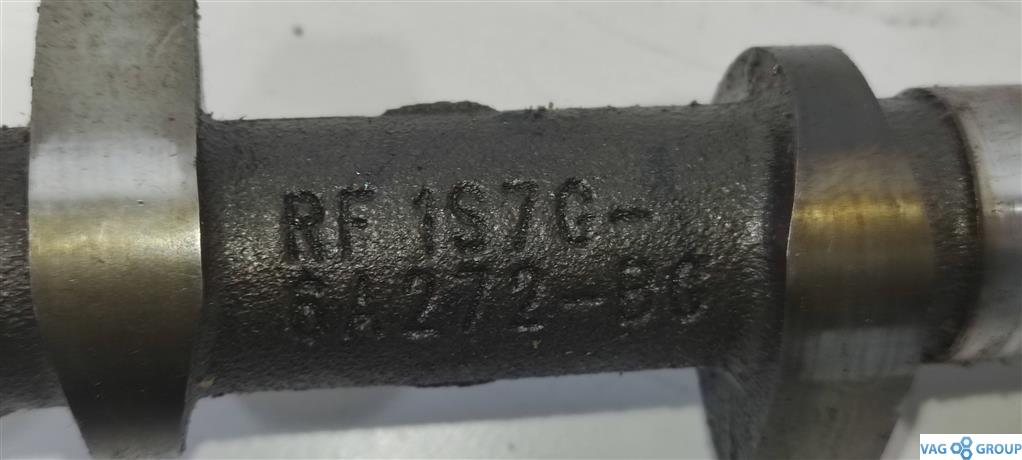 RF 1S7G-
6A272-BC
VAG GROUP